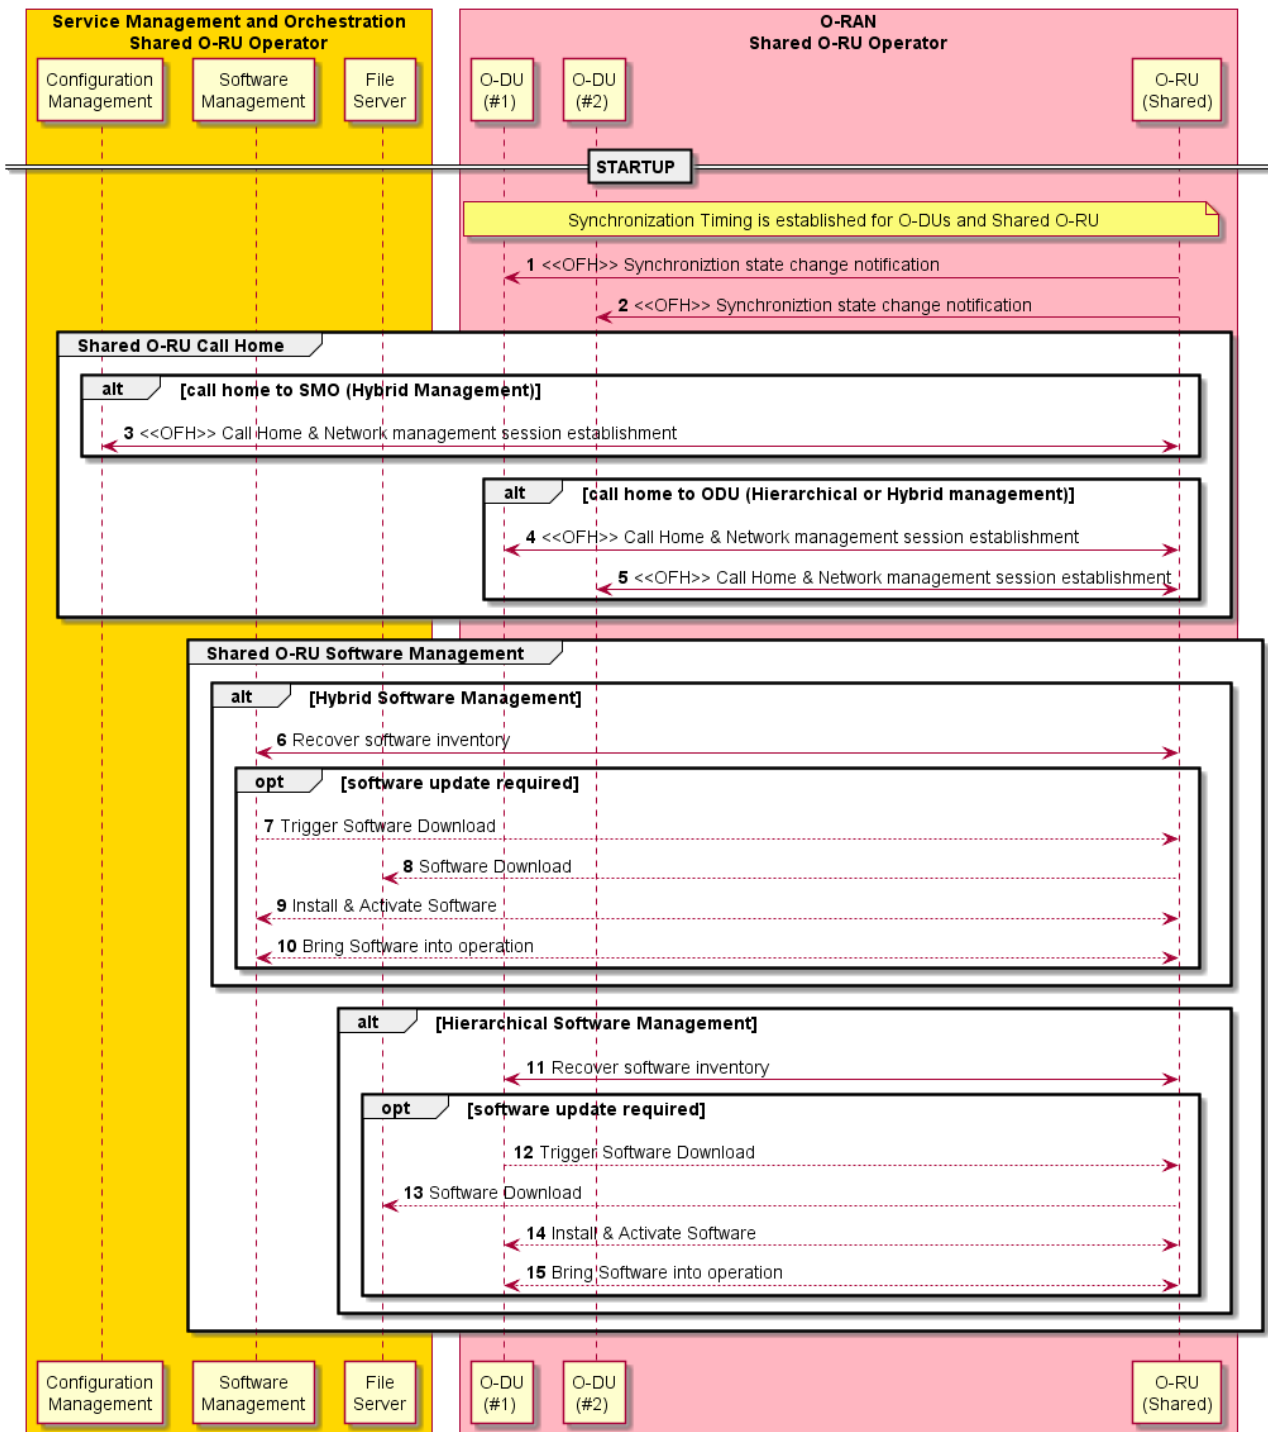 Service Management and Orchestration
Shared O-RU Operator
O-RAN
Shared O-RU Operator
Configuration
Management
Software
Management
File
Server
O-DU
(#1)
O-DU
(#2)
O-RU
(Shared)
STARTUP
Synchronization Timing is established for O-DUs and Shared O-RU
1 <<OFH>> Synchroniztion state change notification
2 <<OFH>> Synchroniztion state change notification
Shared O-RU Call Home
alt [call home to SMO (Hybrid Management)]
3 <<OFH>> Call Home & Network management session establishment
alt [call home to ODU (Hierarchical or Hybrid management)]
4 <<OFH>> Call Home & Network management session establishment
5 <<OFH>> Call Home & Network management session establishment
Shared O-RU Software Management
alt [Hybrid Software Management]
6 Recover software inventory
opt [software update required]
7 Trigger Software Download
8 Software Download
9 Install & Activate Software
10 Bring Software into operation
alt [Hierarchical Software Management]
11 Recover software inventory
opt [software update required]
12 Trigger Software Download
13 Software Download
14 Install & Activate Software
15 Bring Software into operation
Configuration
Management
Software
Management
File
Server
O-DU
(#1)
O-DU
(#2)
O-RU
(Shared)